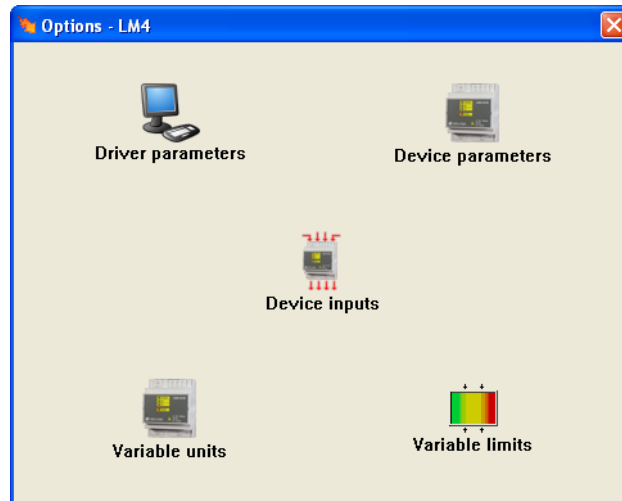 Options - LM4
Driver parameters
Device parameters
Device inputs
Variable units
Variable limits